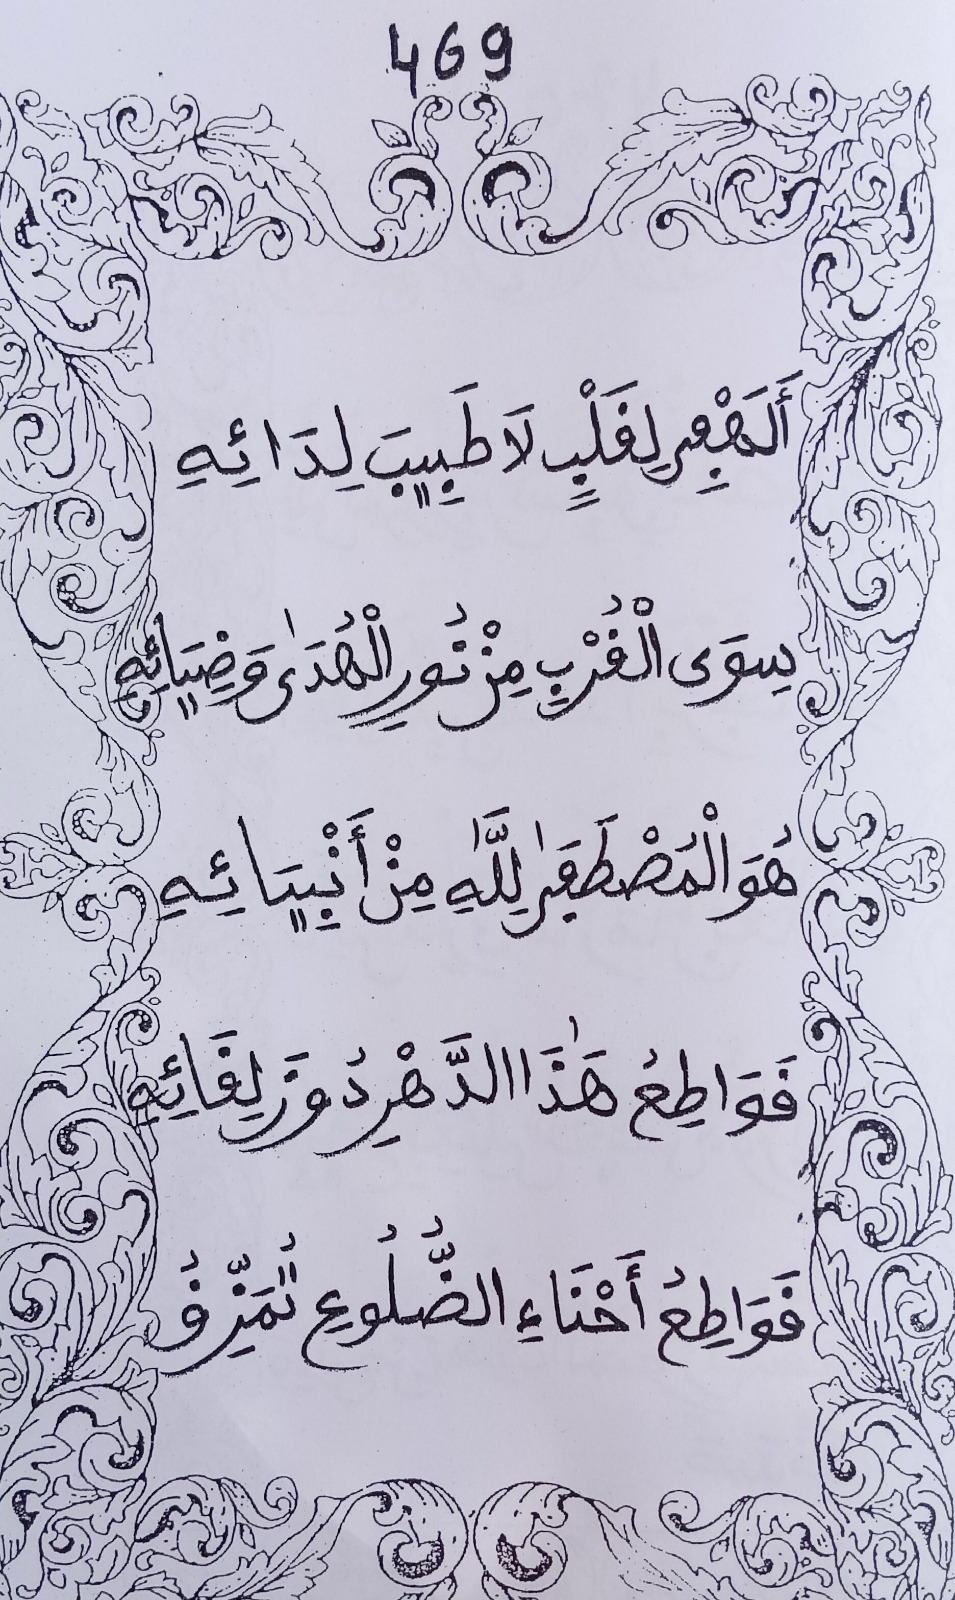 469
أَلَهْفِي لِقَلْبٍ لَا طَبِيبَ لِدَائِهِ
سِوَى الْقُرْبِ مِنْ نُورِ الْهُدَىٰ وَضِيَائِهِ
هُوَ الْمُصْطَفَىٰ لِلَّهِ مِنْ أَنْبِيَائِهِ
قَوَاطِعُ هَٰذَا الدَّهْرِ دُونَ لِقَائِهِ
قَوَاطِعُ أَحْنَاءِ الضُّلُوعِ تُمَزِّقُ